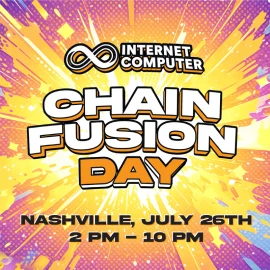 INTERNET
COMPUTER
CHAIN
FUSION
DAY
NASHVILLE, JULY 26TH
2 PM – 10 PM